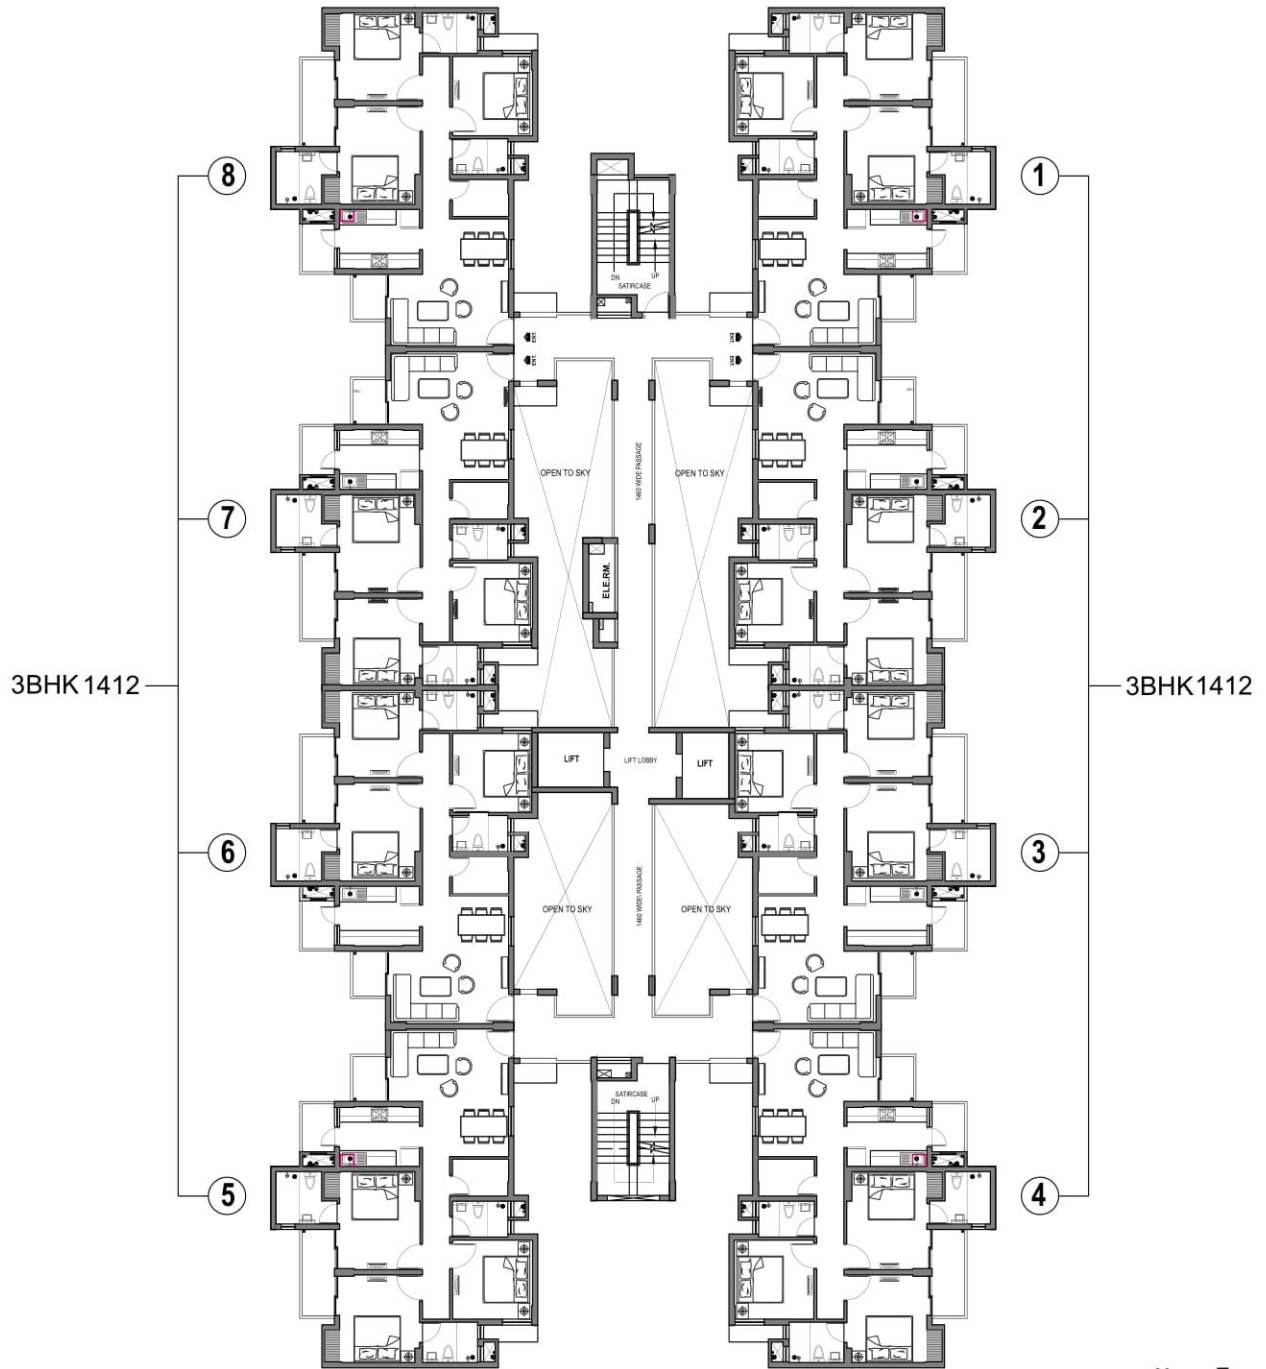 8
1
DN
UP
SATIRCASE
ENT.
ENT.
ENT.
ENT.
OPEN TO SKY
1460 WIDE PASSAGE
OPEN TO SKY
7
2
ELE.RM.
3BHK 1412
3BHK 1412
LIFT
LIFT LOBBY
LIFT
6
3
OPEN TO SKY
1460 WIDE PASSAGE
OPEN TO SKY
SATIRCASE
DN
UP
5
4